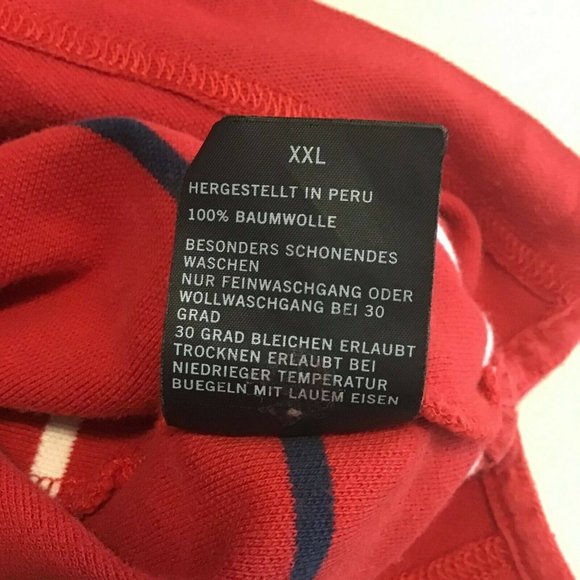 XXL
HERGESTELLT IN PERU
100% BAUMWOLLE
BESONDERS SCHONENDES
WASCHEN
NUR FEINWASCHGANG ODER
WOLLWASCHGANG BEI 30
GRAD
30 GRAD BLEICHEN ERLAUBT
TROCKNEN ERLAUBT BEI
NIEDRIGER TEMPERATUR
BUEGELN MIT LAUEM EISEN